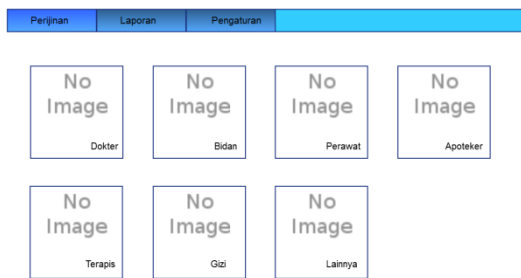 Perijinan Laporan Pengaturan
No Image
Dokter
No Image
Bidan
No Image
Perawat
No Image
Apoteker
No Image
Terapis
No Image
Gizi
No Image
Lainnya